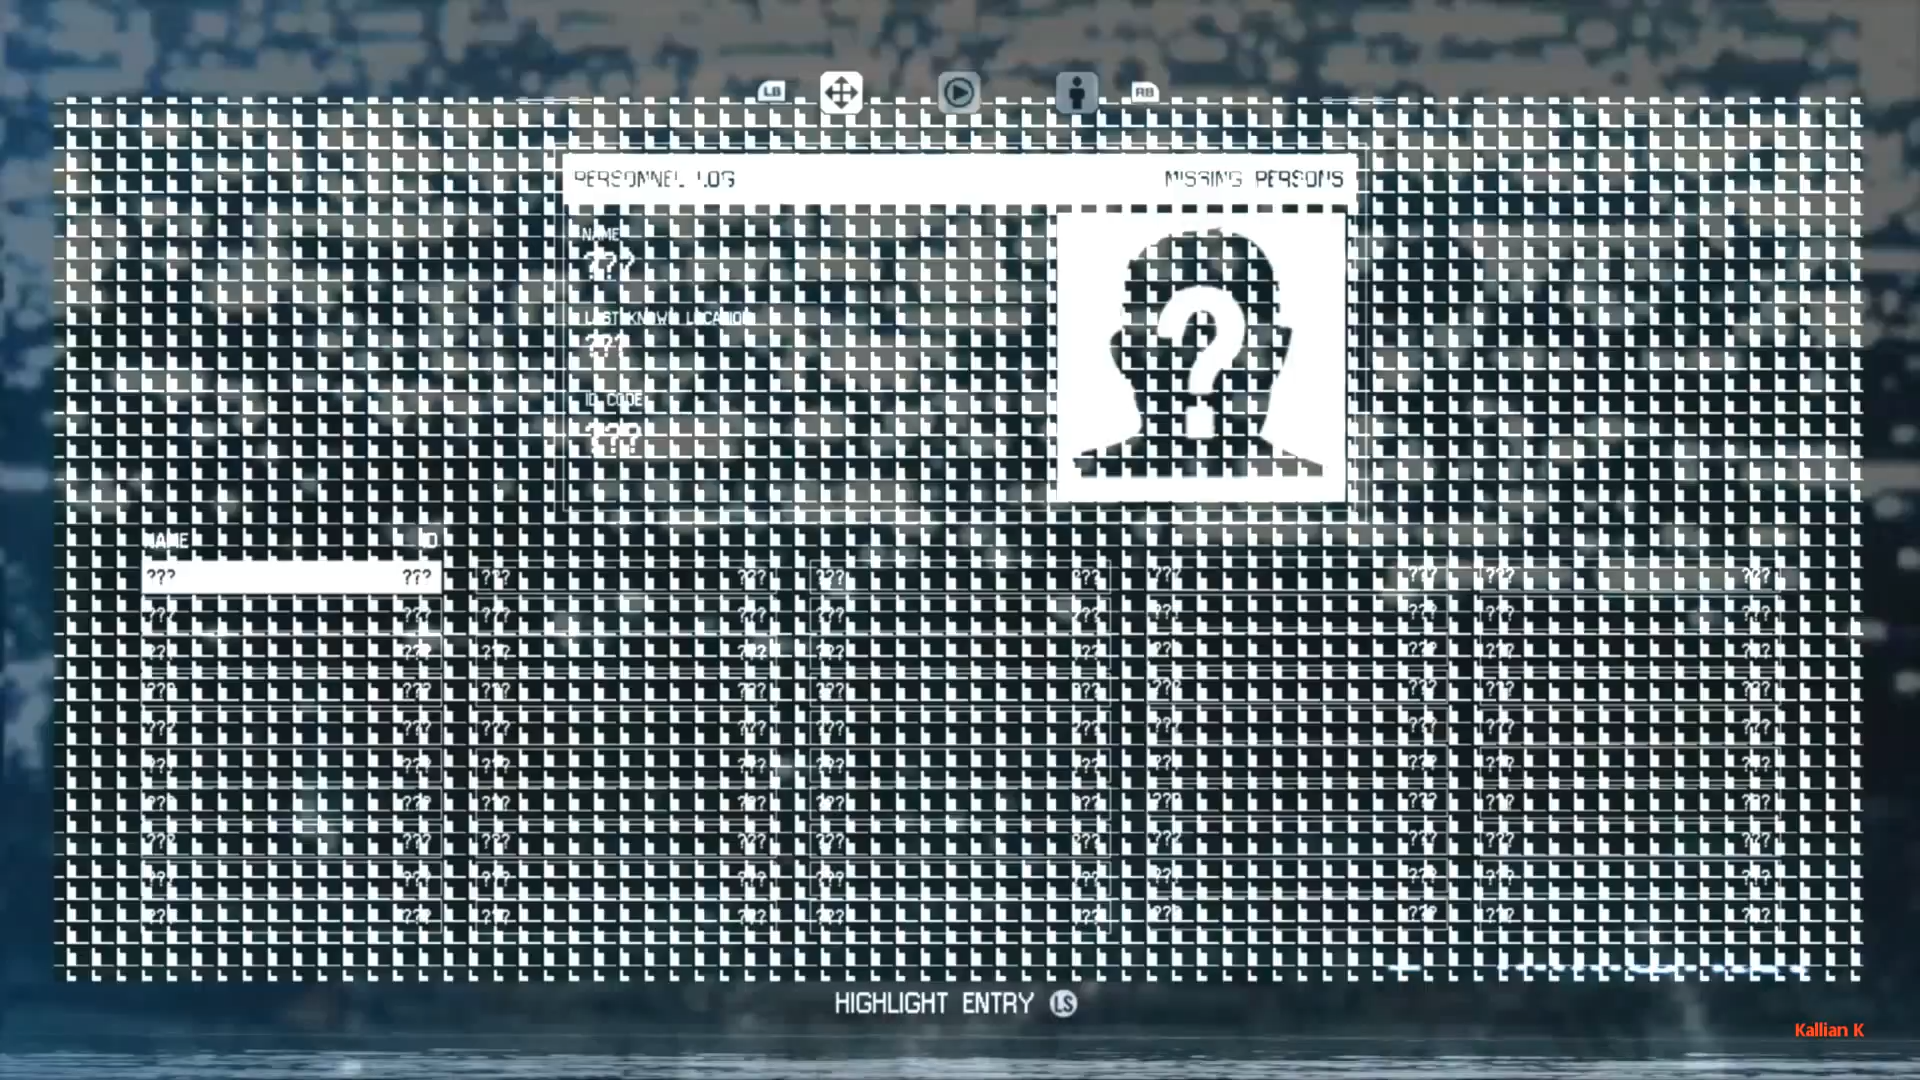 LB RB
PERSONNEL LOG MISSING PERSONS
NAME
???
LAST KNOWN LOCATION
???
ID CODE
???
NAME ID
??? ??? ??? ??? ??? ??? ??? ??? ??? ???
??? ??? ??? ??? ??? ??? ??? ??? ??? ???
??? ??? ??? ??? ??? ??? ??? ??? ??? ???
??? ??? ??? ??? ??? ??? ??? ??? ??? ???
??? ??? ??? ??? ??? ??? ??? ??? ??? ???
??? ??? ??? ??? ??? ??? ??? ??? ??? ???
??? ??? ??? ??? ??? ??? ??? ??? ??? ???
??? ??? ??? ??? ??? ??? ??? ??? ??? ???
??? ??? ??? ??? ??? ??? ??? ??? ??? ???
??? ??? ??? ??? ??? ??? ??? ??? ??? ???
HIGHLIGHT ENTRY LS
Kallian K